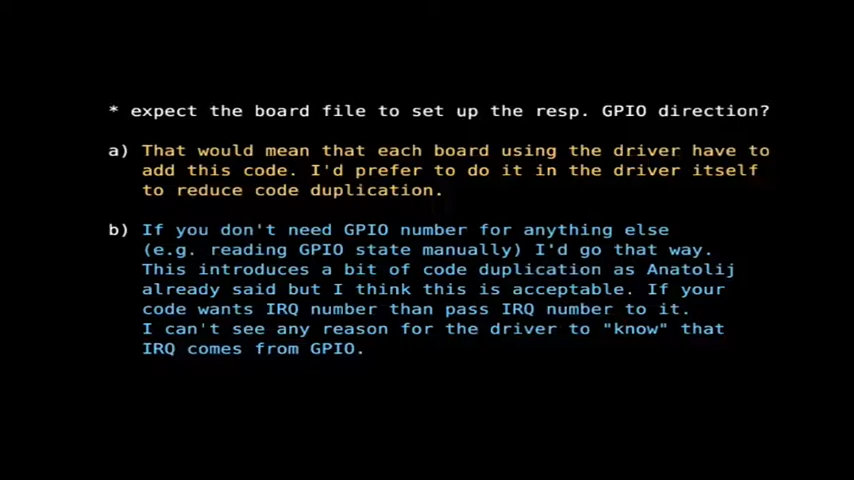 * expect the board file to set up the resp. GPIO direction?
a) That would mean that each board using the driver have to
add this code. I'd prefer to do it in the driver itself
to reduce code duplication.
b) If you don't need GPIO number for anything else
(e.g. reading GPIO state manually) I'd go that way.
This introduces a bit of code duplication as Anatolij
already said but I think this is acceptable. If your
code wants IRQ number than pass IRQ number to it.
I can't see any reason for the driver to "know" that
IRQ comes from GPIO.